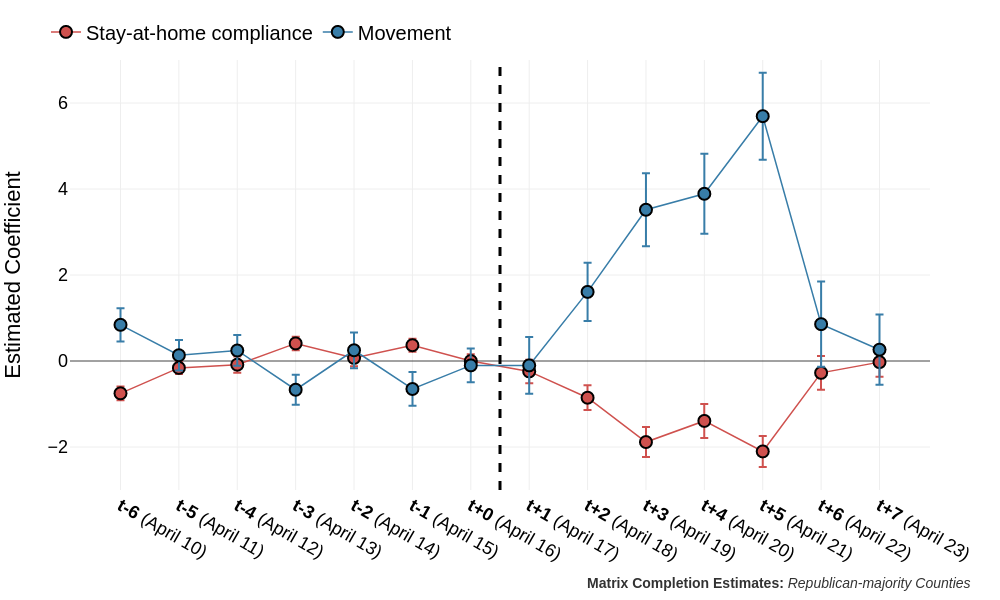 Stay-at-home compliance Movement
Estimated Coefficient
6
4
2
0
−2
t-6 (April 10)
t-5 (April 11)
t-4 (April 12)
t-3 (April 13)
t-2 (April 14)
t-1 (April 15)
t+0 (April 16)
t+1 (April 17)
t+2 (April 18)
t+3 (April 19)
t+4 (April 20)
t+5 (April 21)
t+6 (April 22)
t+7 (April 23)
Matrix Completion Estimates: Republican-majority Counties